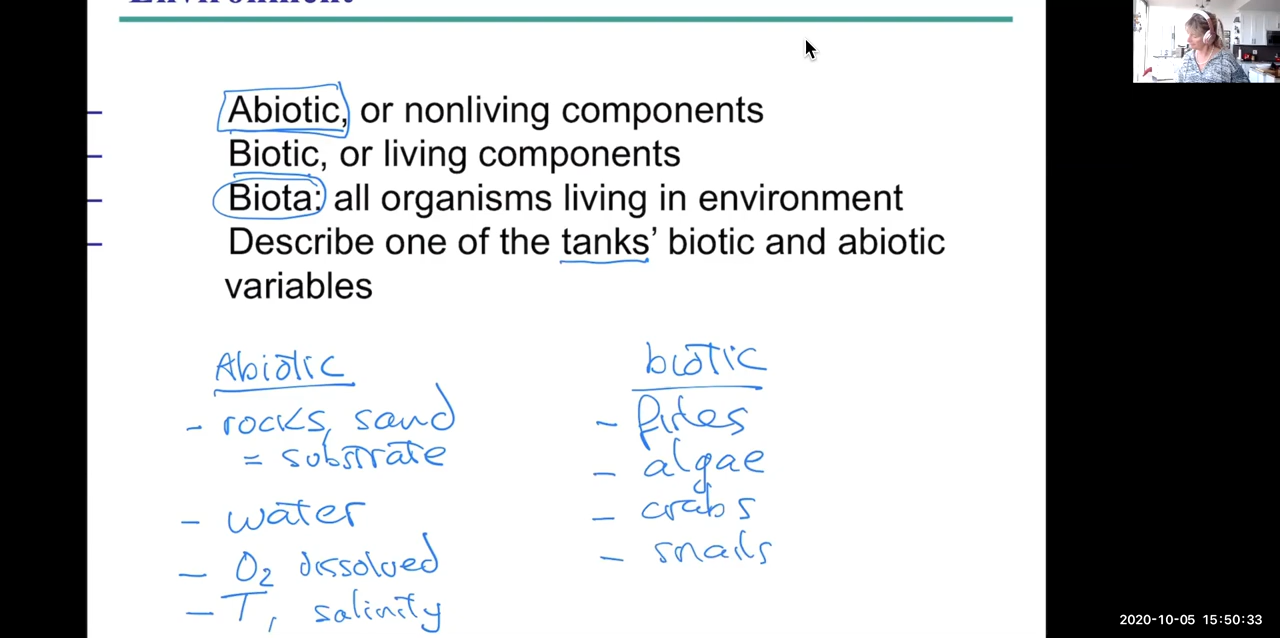 Environment
Abiotic, or nonliving components
Biotic, or living components
Biota: all organisms living in environment
Describe one of the tanks’ biotic and abiotic
variables
Abiotic
biotic
- rocks, sand
= substrate
- water
- O2 dissolved
- T, salinity
- fishes
- algae
- crabs
- snails
2020-10-05 15:50:33